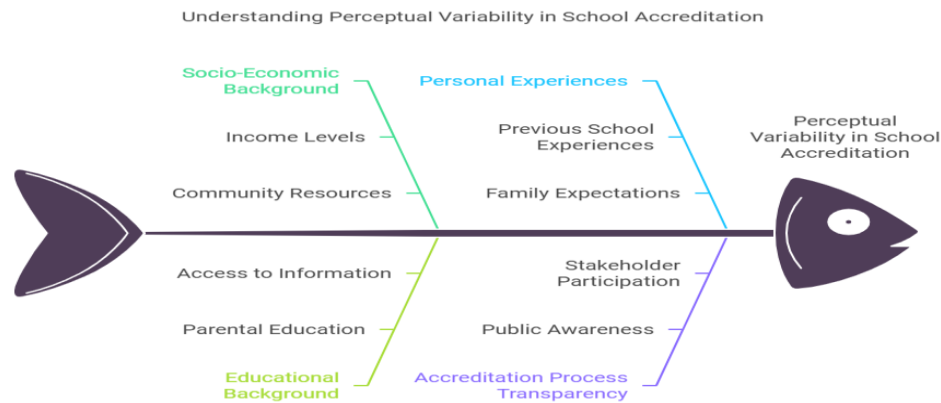 Understanding Perceptual Variability in School Accreditation
Socio-Economic
Background
Income Levels
Community Resources
Personal Experiences
Previous School
Experiences
Family Expectations
Perceptual
Variability in School
Accreditation
Access to Information
Parental Education
Educational
Background
Stakeholder
Participation
Public Awareness
Accreditation Process
Transparency